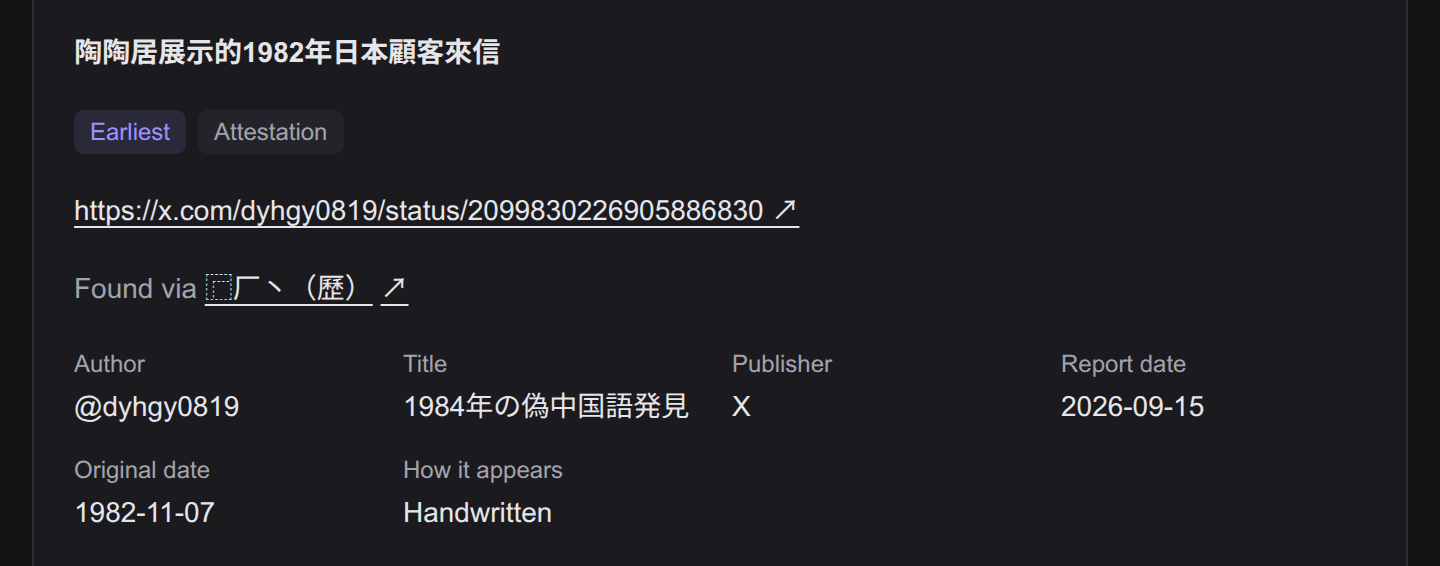 陶陶居展示的1982年日本顧客來信
Earliest Attestation
https://x.com/dyhgy0819/status/2099830226905886830 ↗
Found via ⿸厂丶（歷） ↗
Author Title Publisher Report date
@dyhgy0819 1984年の偽中国語発見 X 2026-09-15
Original date How it appears
1982-11-07 Handwritten